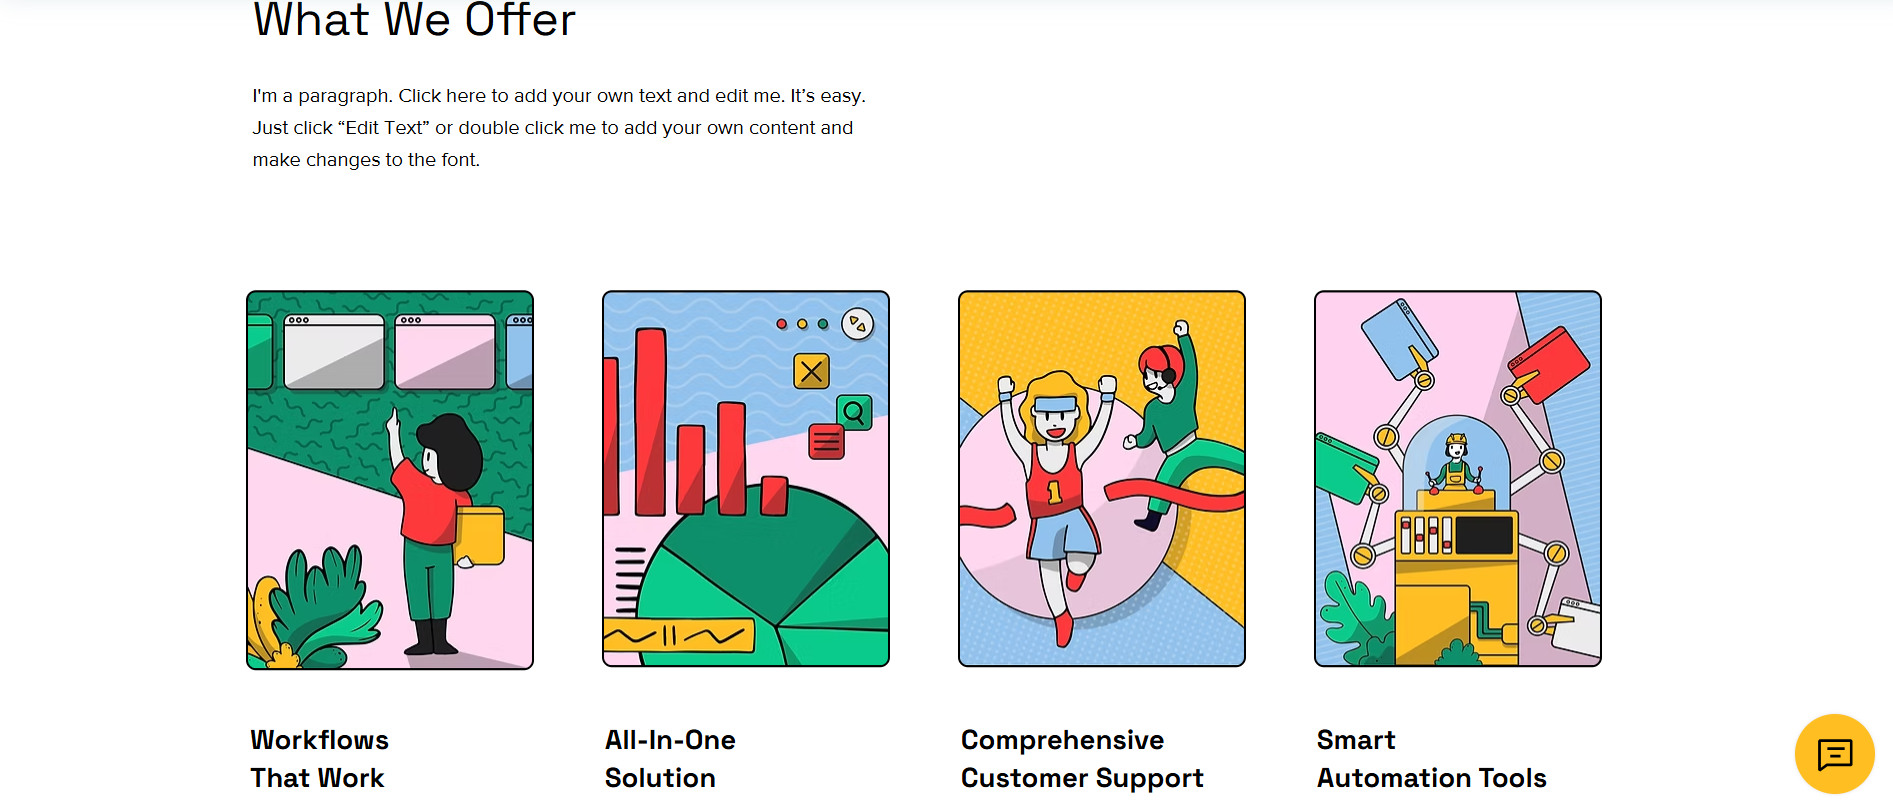 What We Offer
I'm a paragraph. Click here to add your own text and edit me. It’s easy.
Just click “Edit Text” or double click me to add your own content and
make changes to the font.
1
Workflows
That Work
All-In-One
Solution
Comprehensive
Customer Support
Smart
Automation Tools